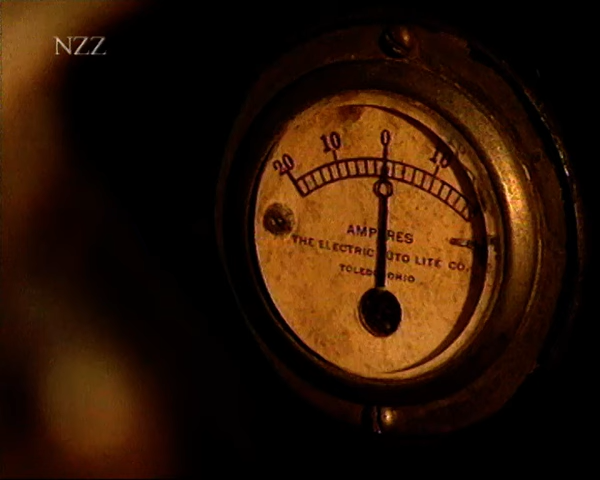 NZZ
20 10 0 10
AMPERES
THE ELECTRIC AUTO LITE CO.
TOLEDO OHIO